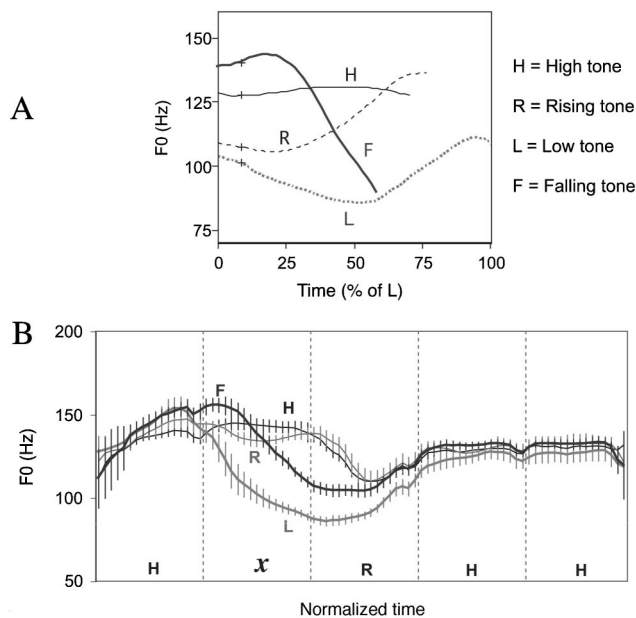 A
150
125
100
75
F0 (Hz)
H
R
F
L
0 25 50 75 100
Time (% of L)
H = High tone
R = Rising tone
L = Low tone
F = Falling tone
B
200
150
100
50
F0 (Hz)
F
H
R
L
H x R H H
Normalized time